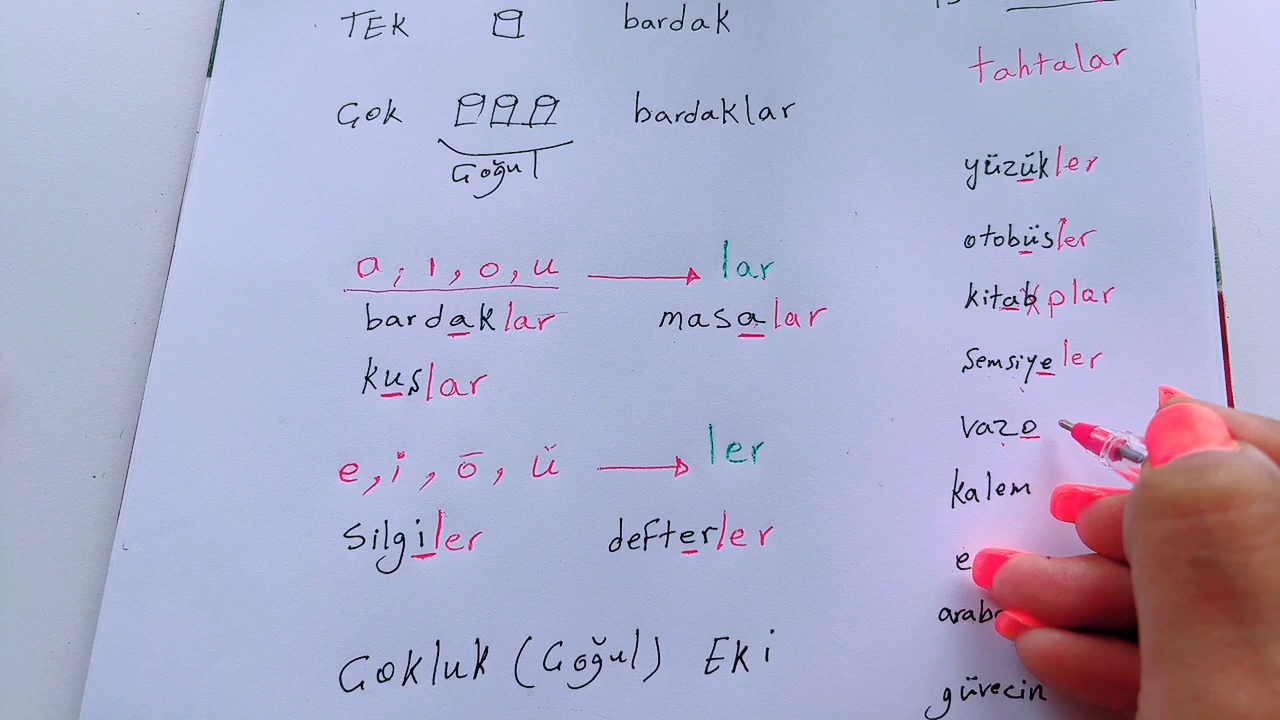 TEK bardak
Çok bardaklar
Çoğul
a, ı, o, u → lar
bardaklar masalar
kuşlar
e, i, ö, ü → ler
silgiler defterler
Çokluk (Çoğul) Eki
tahtalar
yüzükler
otobüsler
kitabplar
şemsiyeler
vazo
kalem
güvercin